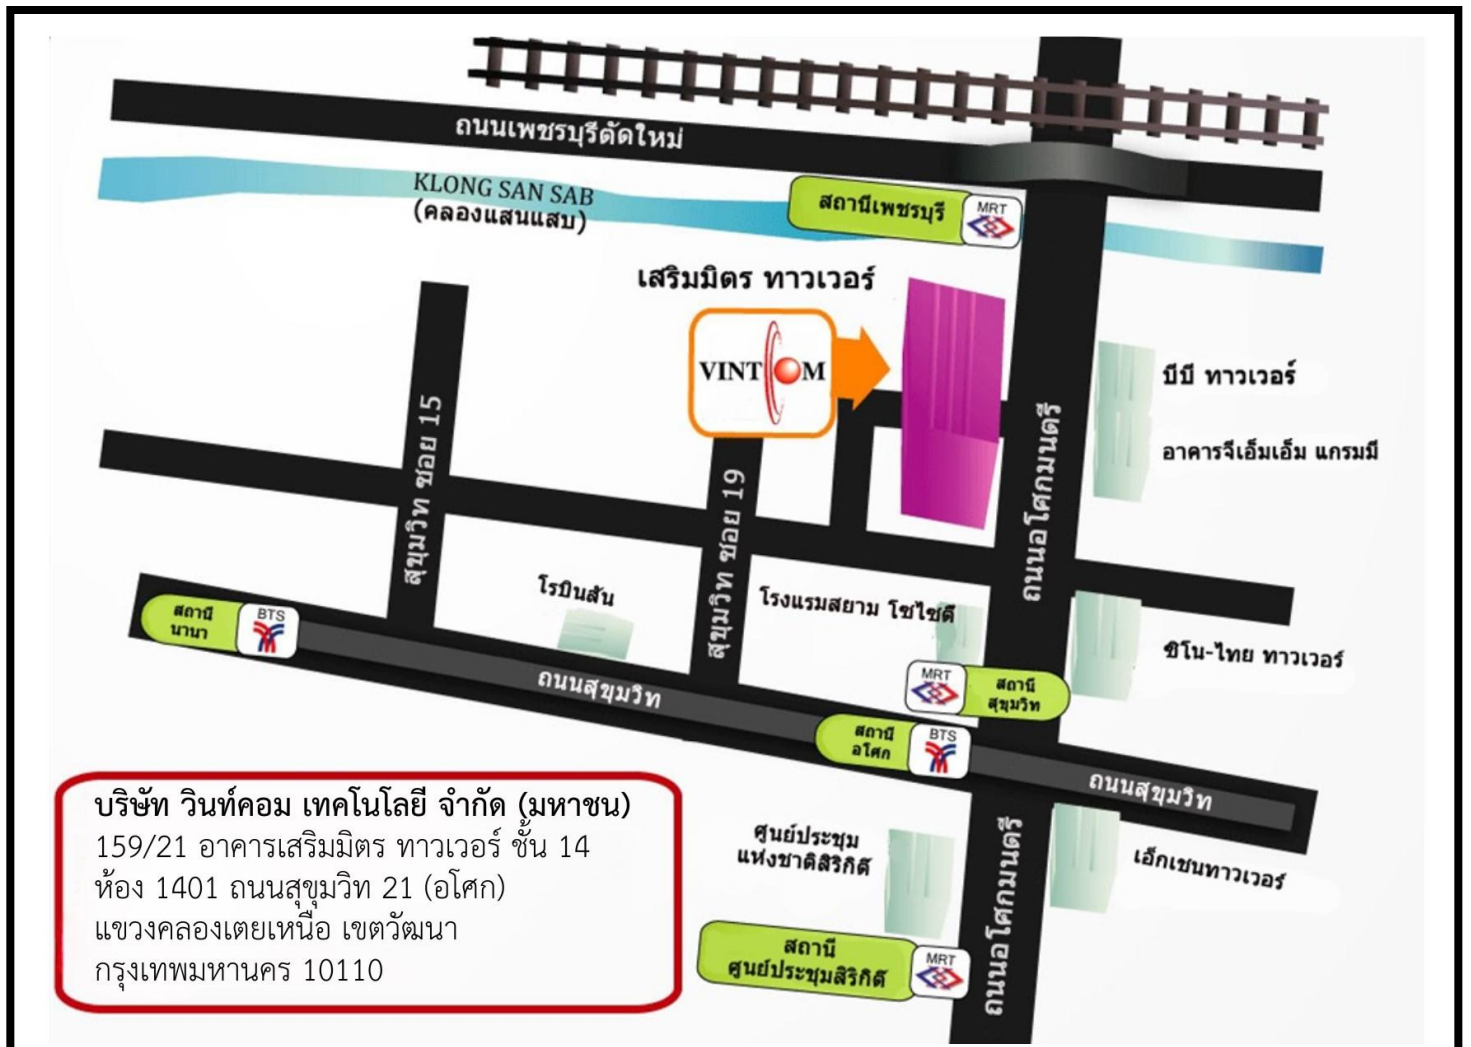 ถนนเพชรบุรีตัดใหม่
KLONG SAN SAB
(คลองแสนแสบ)
สถานีเพชรบุรี
MRT
เสริมมิตร ทาวเวอร์
VINTCOM
บีบี ทาวเวอร์
อาคารจีเอ็มเอ็ม แกรมมี่
สุขุมวิท ซอย 15
สุขุมวิท ซอย 19
ถนนอโศกมนตรี
โรบินสัน
โรงแรมสยาม โซไซตี้
สถานี
นานา
BTS
ซิโน-ไทย ทาวเวอร์
MRT
สถานี
สุขุมวิท
ถนนสุขุมวิท
สถานี
อโศก
BTS
ถนนสุขุมวิท
บริษัท วินท์คอม เทคโนโลยี จำกัด (มหาชน)
159/21 อาคารเสริมมิตร ทาวเวอร์ ชั้น 14
ห้อง 1401 ถนนสุขุมวิท 21 (อโศก)
แขวงคลองเตยเหนือ เขตวัฒนา
กรุงเทพมหานคร 10110
ศูนย์ประชุม
แห่งชาติสิริกิติ์
ถนนอโศกมนตรี
เอ็กเชนทาวเวอร์
สถานี
ศูนย์ประชุมสิริกิติ์
MRT